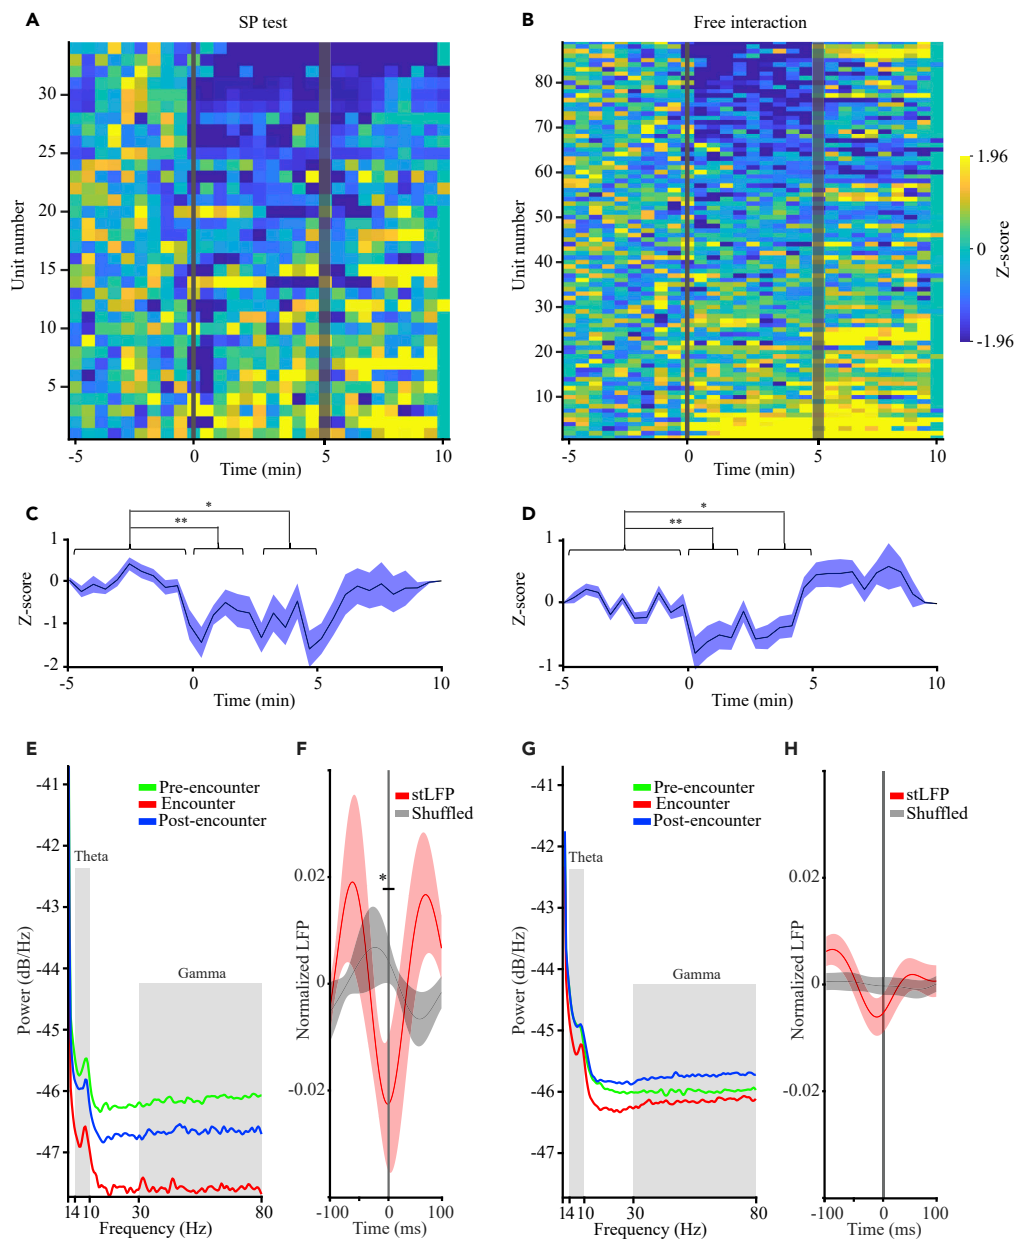 A
SP test
Unit number
30
25
20
15
10
5
-5
0
5
10
Time (min)
B
Free interaction
Unit number
80
70
60
50
40
30
20
10
-5
0
5
10
Time (min)
1.96
0
-1.96
Z-score
C
*
**
Z-score
1
0
-1
-2
-5
0
5
10
Time (min)
D
*
**
Z-score
1
0
-1
-5
0
5
10
Time (min)
E
Pre-encounter
Encounter
Post-encounter
Theta
Gamma
Power (dB/Hz)
-41
-42
-43
-44
-45
-46
-47
1 4 10 30 80
Frequency (Hz)
F
stLFP
Shuffled
*
Normalized LFP
0.02
0
-0.02
-100 0 100
Time (ms)
G
Pre-encounter
Encounter
Post-encounter
Theta
Gamma
Power (dB/Hz)
-41
-42
-43
-44
-45
-46
-47
1 4 10 30 80
Frequency (Hz)
H
stLFP
Shuffled
Normalized LFP
0.02
0
-0.02
-100 0 100
Time (ms)